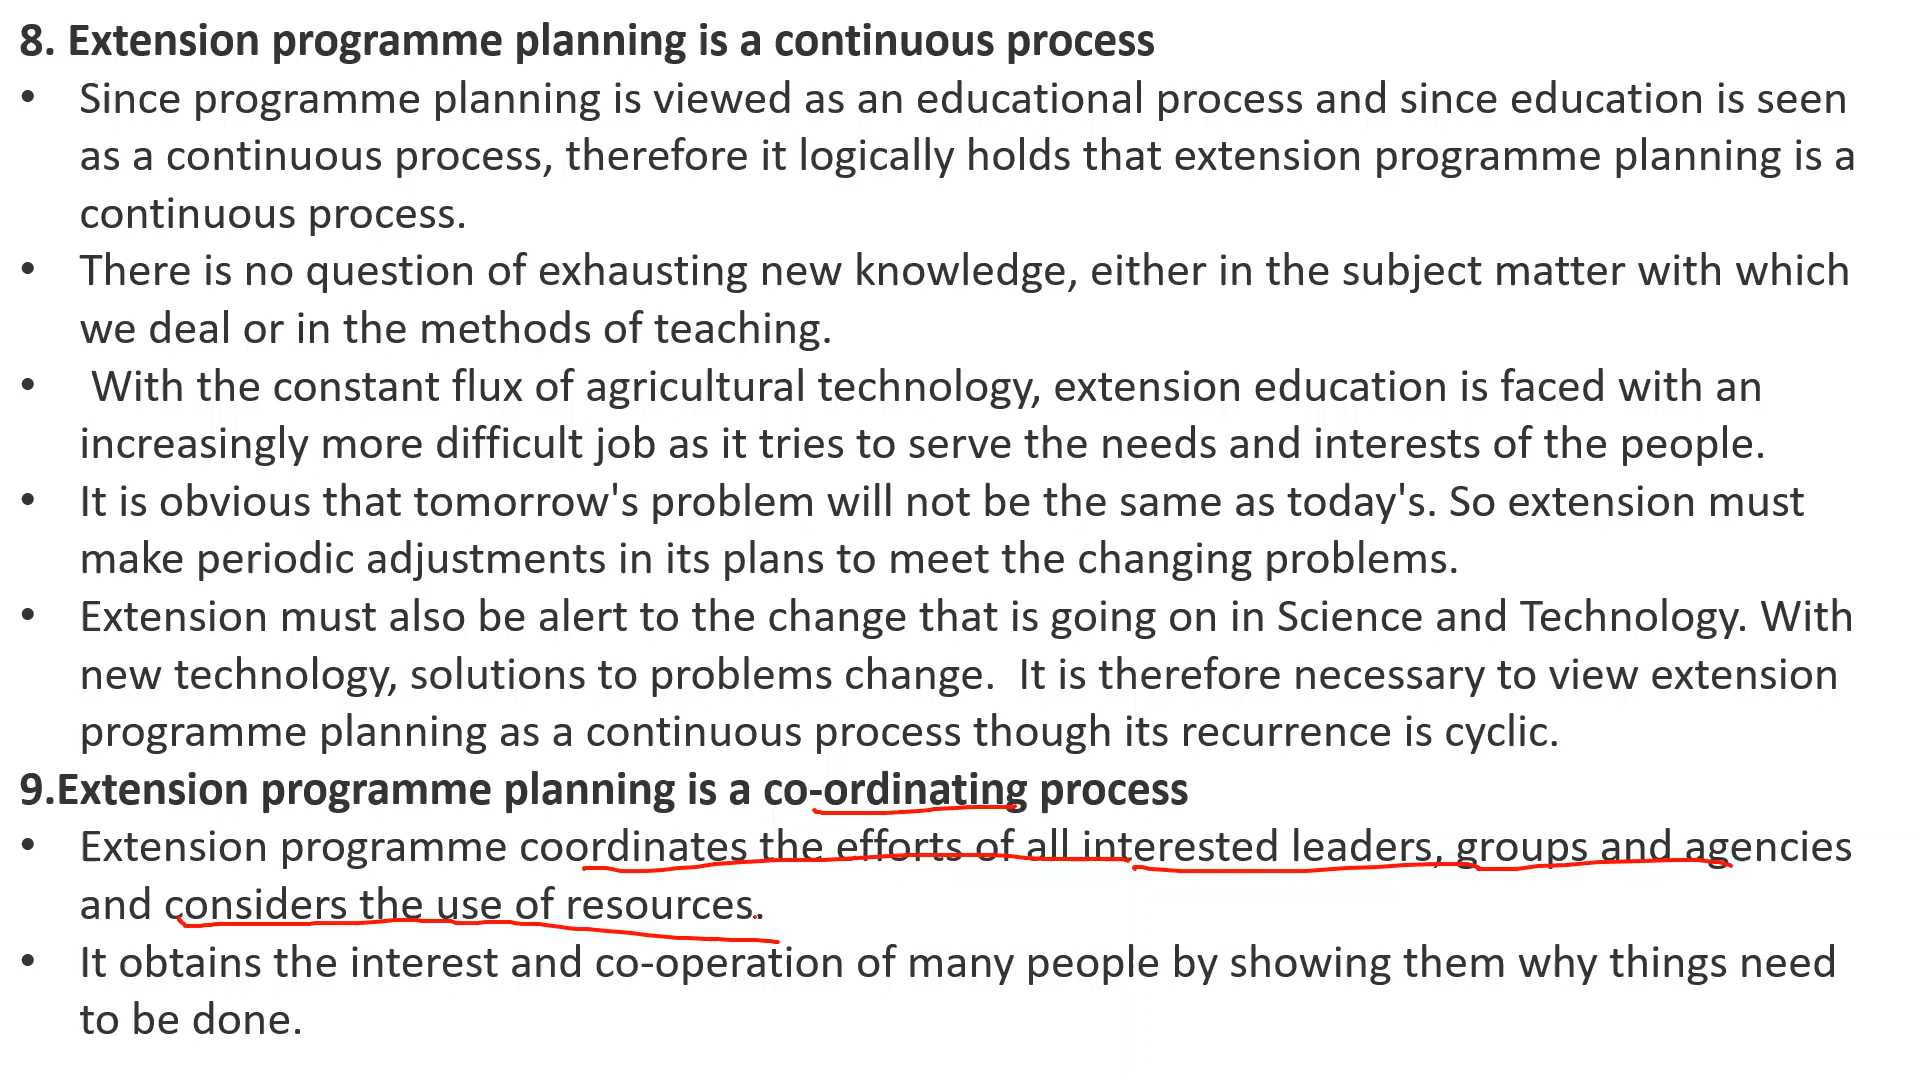 8. Extension programme planning is a continuous process
• Since programme planning is viewed as an educational process and since education is seen
as a continuous process, therefore it logically holds that extension programme planning is a
continuous process.
• There is no question of exhausting new knowledge, either in the subject matter with which
we deal or in the methods of teaching.
• With the constant flux of agricultural technology, extension education is faced with an
increasingly more difficult job as it tries to serve the needs and interests of the people.
• It is obvious that tomorrow's problem will not be the same as today's. So extension must
make periodic adjustments in its plans to meet the changing problems.
• Extension must also be alert to the change that is going on in Science and Technology. With
new technology, solutions to problems change. It is therefore necessary to view extension
programme planning as a continuous process though its recurrence is cyclic.
9.Extension programme planning is a co-ordinating process
• Extension programme coordinates the efforts of all interested leaders, groups and agencies
and considers the use of resources.
• It obtains the interest and co-operation of many people by showing them why things need
to be done.